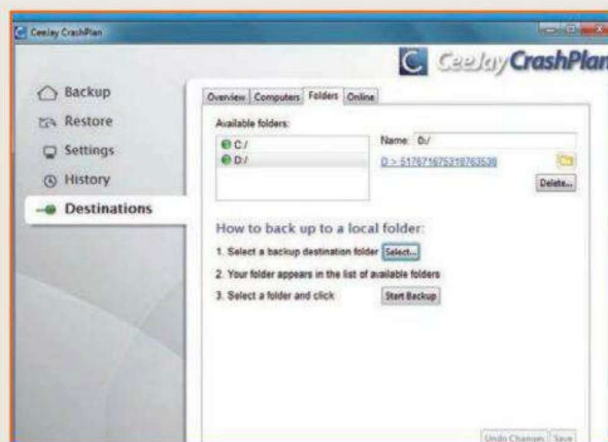 CeeJay CrashPlan
CeeJay CrashPlan
Backup
Restore
Settings
History
Destinations
Overview Computers Folders Online
Available folders:
C:/
D:/
Name: D:/
D > 517671675318763538
Delete...
How to back up to a local folder:
1. Select a backup destination folder Select...
2. Your folder appears in the list of available folders
3. Select a folder and click Start Backup
Undo Changes Save